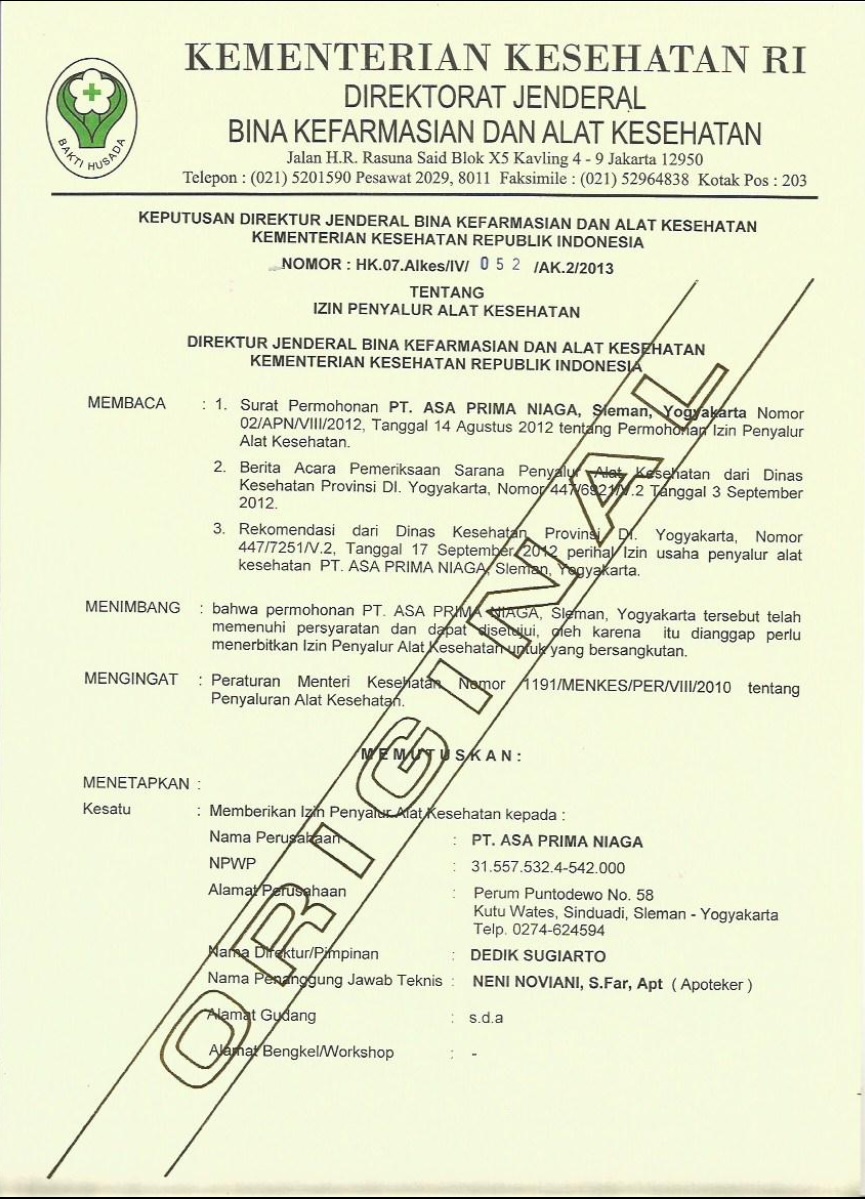 KEMENTERIAN KESEHATAN RI
DIREKTORAT JENDERAL
BINA KEFARMASIAN DAN ALAT KESEHATAN
Jalan H.R. Rasuna Said Blok X5 Kavling 4 - 9 Jakarta 12950
Telepon : (021) 5201590 Pesawat 2029, 8011 Faksimile : (021) 52964838 Kotak Pos : 203
BAKTI HUSADA
KEPUTUSAN DIREKTUR JENDERAL BINA KEFARMASIAN DAN ALAT KESEHATAN
KEMENTERIAN KESEHATAN REPUBLIK INDONESIA
NOMOR : HK.07.Alkes/IV/ 052 /AK.2/2013
TENTANG
IZIN PENYALUR ALAT KESEHATAN
DIREKTUR JENDERAL BINA KEFARMASIAN DAN ALAT KESEHATAN
KEMENTERIAN KESEHATAN REPUBLIK INDONESIA
MEMBACA : 1. Surat Permohonan PT. ASA PRIMA NIAGA, Sleman, Yogyakarta Nomor
02/APN/VIII/2012, Tanggal 14 Agustus 2012 tentang Permohonan Izin Penyalur
Alat Kesehatan.
2. Berita Acara Pemeriksaan Sarana Penyalur Alat Kesehatan dari Dinas
Kesehatan Provinsi DI. Yogyakarta, Nomor 447/6921/V.2 Tanggal 3 September
2012.
3. Rekomendasi dari Dinas Kesehatan Provinsi DI. Yogyakarta, Nomor
447/7251/V.2, Tanggal 17 September 2012 perihal Izin usaha penyalur alat
kesehatan PT. ASA PRIMA NIAGA, Sleman, Yogyakarta.
MENIMBANG : bahwa permohonan PT. ASA PRIMA NIAGA, Sleman, Yogyakarta tersebut telah
memenuhi persyaratan dan dapat disetujui, oleh karena itu dianggap perlu
menerbitkan Izin Penyalur Alat Kesehatan untuk yang bersangkutan.
MENGINGAT : Peraturan Menteri Kesehatan Nomor 1191/MENKES/PER/VIII/2010 tentang
Penyaluran Alat Kesehatan.
MEMUTUSKAN :
MENETAPKAN :
Kesatu : Memberikan Izin Penyalur Alat Kesehatan kepada :
Nama Perusahaan : PT. ASA PRIMA NIAGA
NPWP : 31.557.532.4-542.000
Alamat Perusahaan : Perum Puntodewo No. 58
Kutu Wates, Sinduadi, Sleman - Yogyakarta
Telp. 0274-624594
Nama Direktur/Pimpinan : DEDIK SUGIARTO
Nama Penanggung Jawab Teknis : NENI NOVIANI, S.Far, Apt ( Apoteker )
Alamat Gudang : s.d.a
Alamat Bengkel/Workshop : -
ORIGINAL